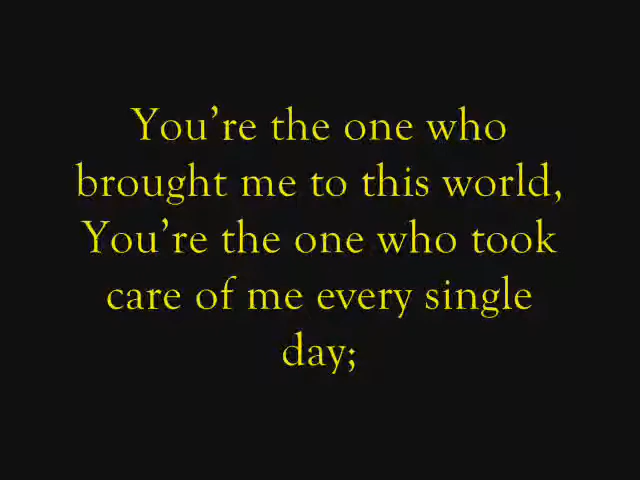 You’re the one who
brought me to this world,
You’re the one who took
care of me every single
day;